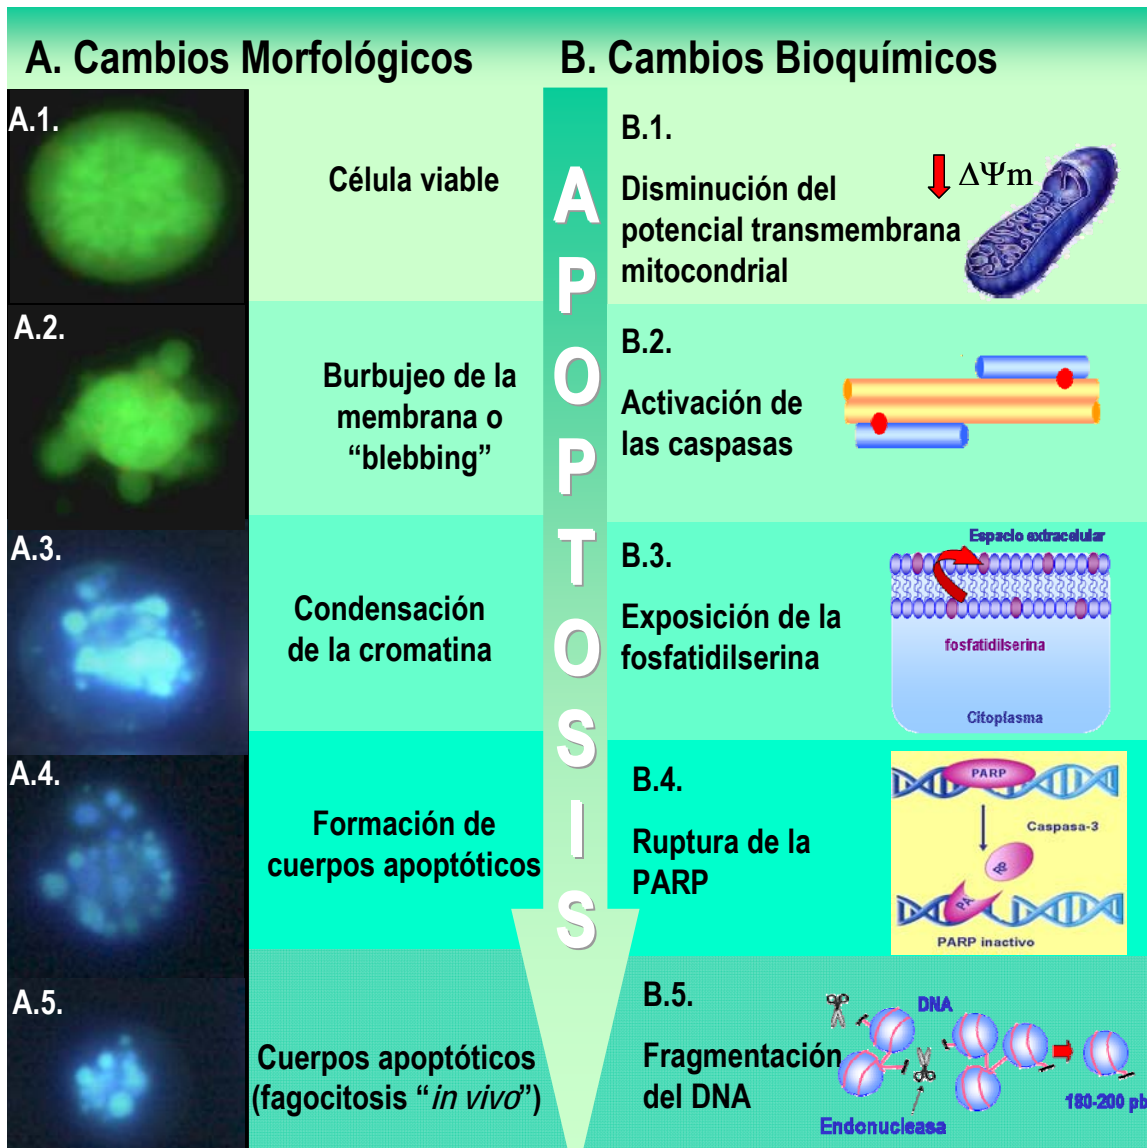 A. Cambios Morfológicos
B. Cambios Bioquímicos
A.1.
Célula viable
A.2.
Burbujeo de la
membrana o
“blebbing”
A.3.
Condensación
de la cromatina
A.4.
Formación de
cuerpos apoptóticos
A.5.
Cuerpos apoptóticos
(fagocitosis “in vivo”)
APOPTOSIS
B.1.
Disminución del
potencial transmembrana
mitocondrial
ΔΨm
B.2.
Activación de
las caspasas
B.3.
Exposición de la
fosfatidilserina
Espacio extracelular
fosfatidilserina
Citoplasma
B.4.
Ruptura de la
PARP
PARP
Caspasa-3
RP
PA
PARP inactivo
B.5.
Fragmentación
del DNA
DNA
Endonucleasa
180-200 pb